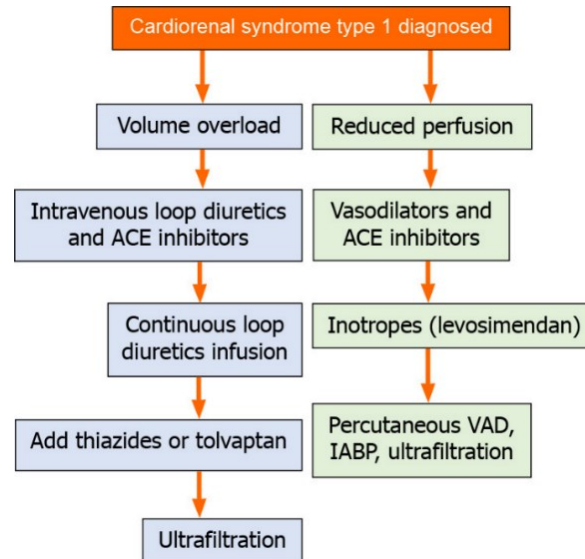 Cardiorenal syndrome type 1 diagnosed
Volume overload
Reduced perfusion
Intravenous loop diuretics
and ACE inhibitors
Vasodilators and
ACE inhibitors
Continuous loop
diuretics infusion
Inotropes (levosimendan)
Add thiazides or tolvaptan
Percutaneous VAD,
IABP, ultrafiltration
Ultrafiltration